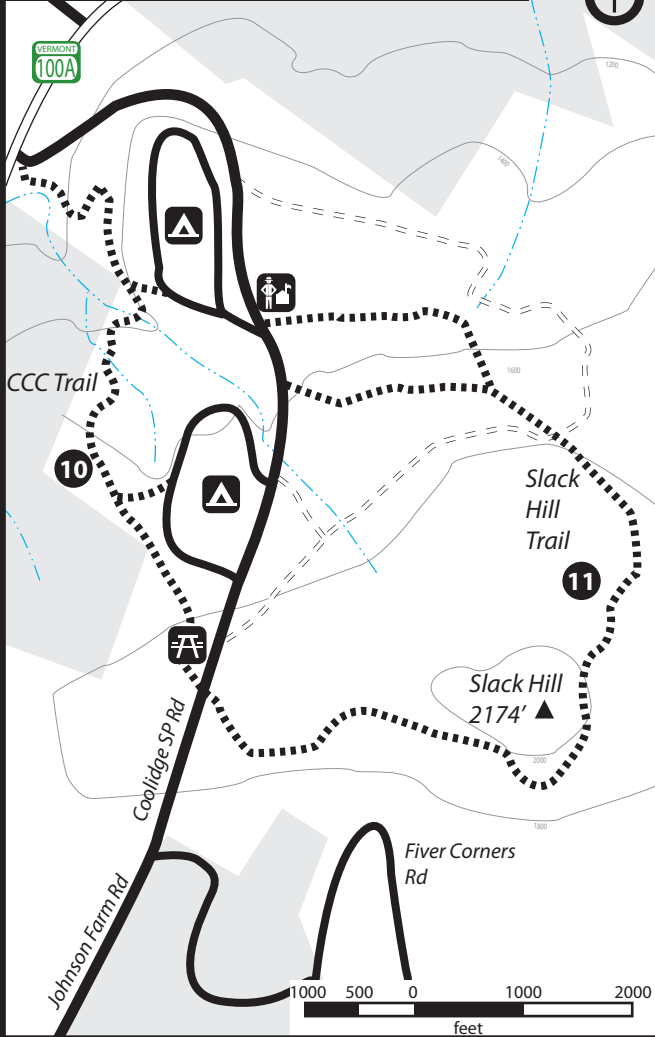 VERMONT
100A
1200
1400
CCC Trail
1600
10
Slack
Hill
Trail
11
Slack Hill
2174'
2000
Coolidge SP Rd
1800
Fiver Corners
Rd
Johnson Farm Rd
1000 500 0 1000 2000
feet